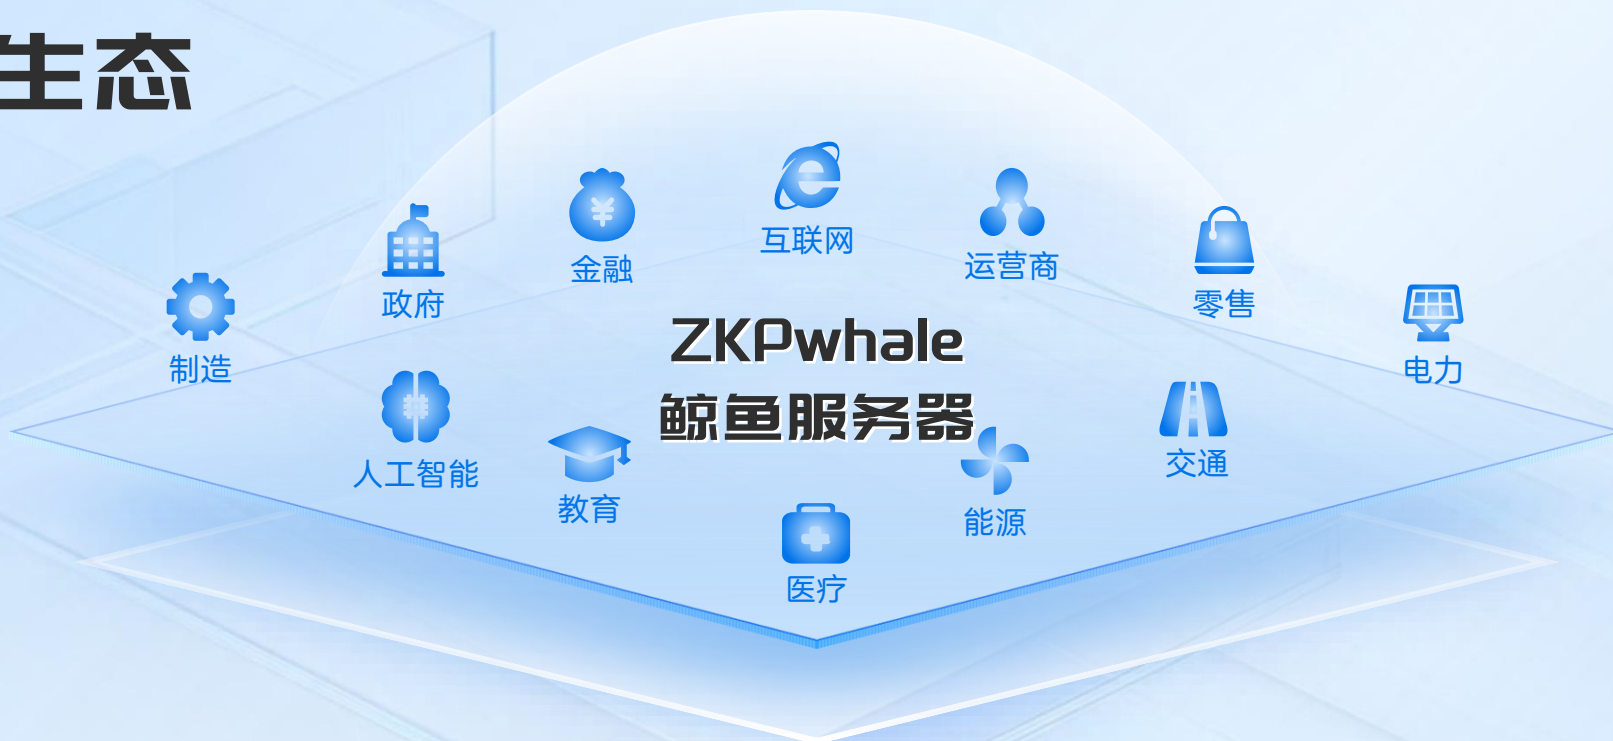 生态
互联网
运营商
金融
政府
零售
制造
电力
ZKPwhale
鲸鱼服务器
人工智能
教育
交通
能源
医疗